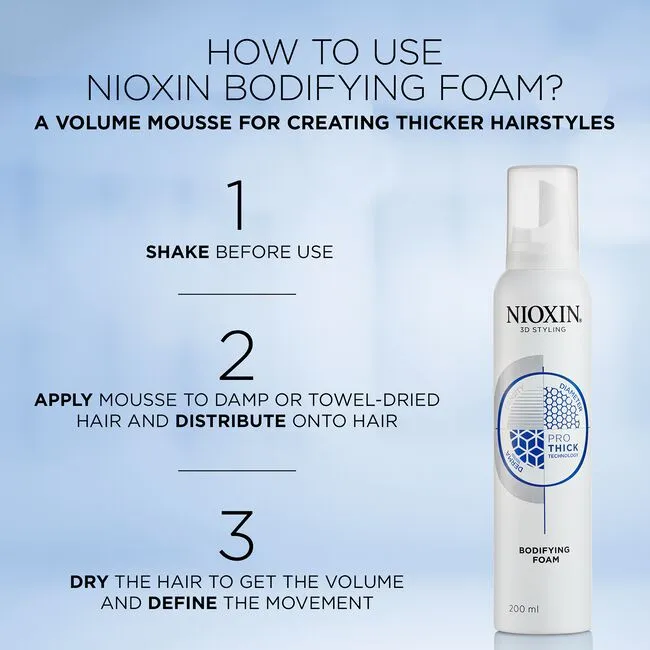 HOW TO USE
NIOXIN BODIFYING FOAM?
A VOLUME MOUSSE FOR CREATING THICKER HAIRSTYLES
1
SHAKE BEFORE USE
2
APPLY MOUSSE TO DAMP OR TOWEL-DRIED
HAIR AND DISTRIBUTE ONTO HAIR
3
DRY THE HAIR TO GET THE VOLUME
AND DEFINE THE MOVEMENT
NIOXIN®
3D STYLING
DIAMETER
DERMA
PRO
THICK
TECHNOLOGY
BODIFYING
FOAM
200 ml